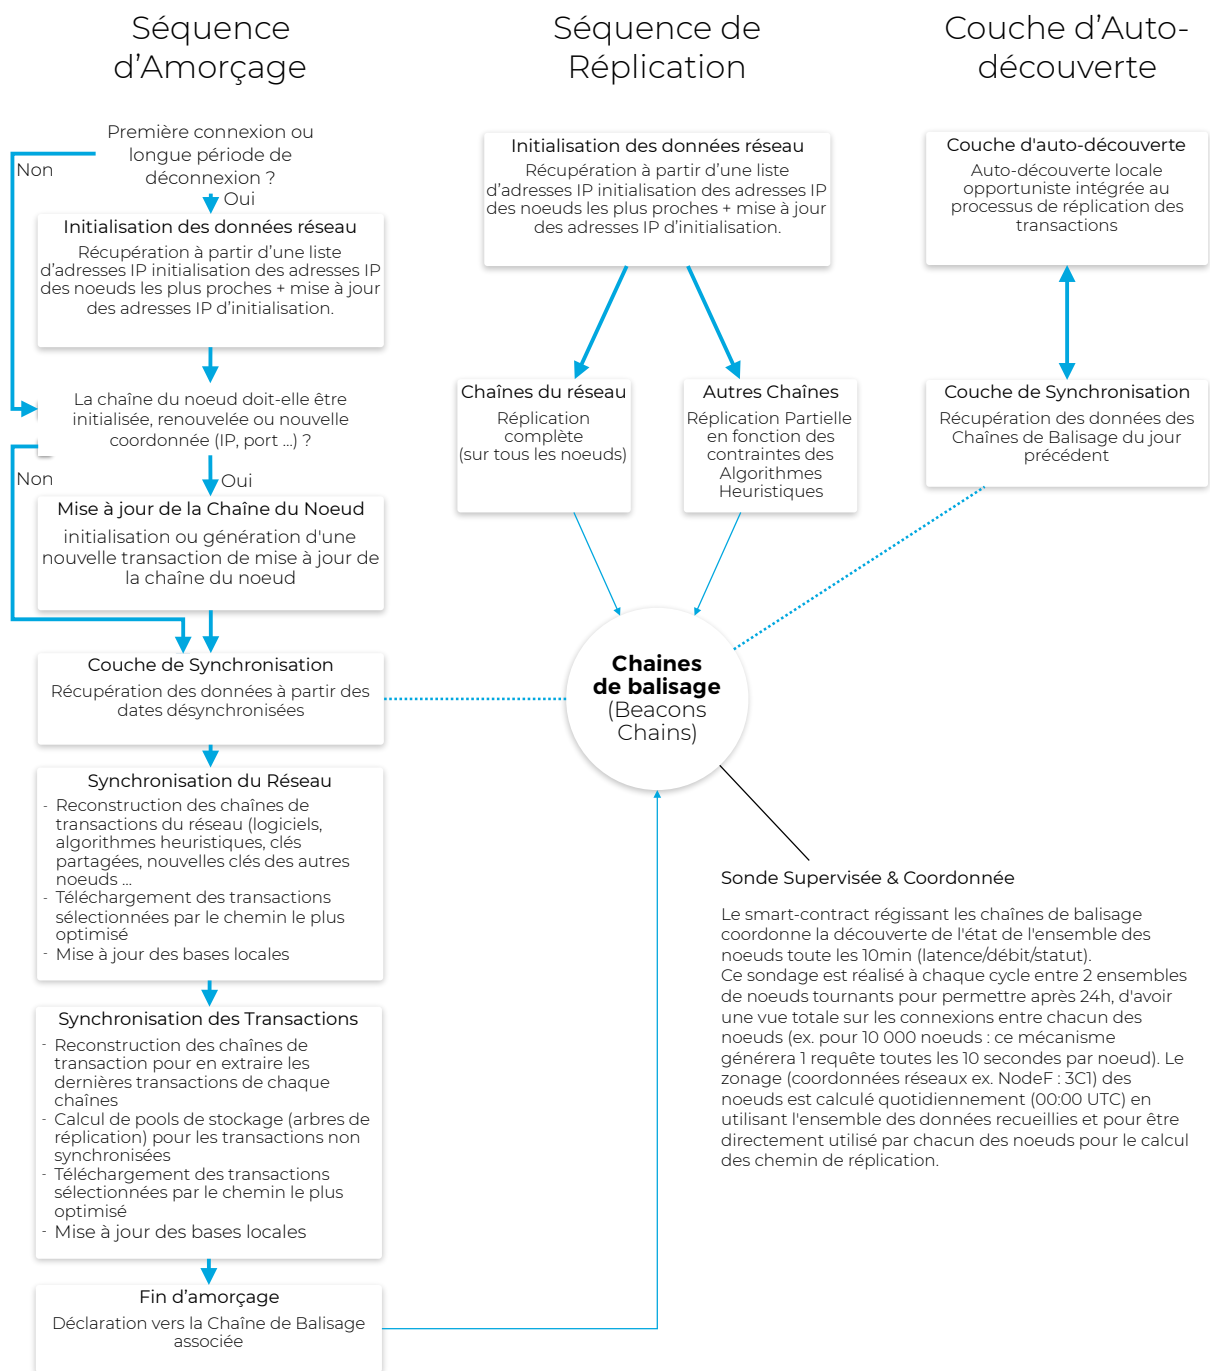 Séquence
d’Amorçage
Première connexion ou
longue période de
déconnexion ?
Non
Oui
Initialisation des données réseau
Récupération à partir d’une liste
d’adresses IP initialisation des adresses IP
des noeuds les plus proches + mise à jour
des adresses IP d’initialisation.
La chaîne du noeud doit-elle être
initialisée, renouvelée ou nouvelle
coordonnée (IP, port ...) ?
Non
Oui
Mise à jour de la Chaîne du Noeud
initialisation ou génération d'une
nouvelle transaction de mise à jour de
la chaîne du noeud
Couche de Synchronisation
Récupération des données à partir des
dates désynchronisées
Synchronisation du Réseau
- Reconstruction des chaînes de
transactions du réseau (logiciels,
algorithmes heuristiques, clés
partagées, nouvelles clés des autres
noeuds ...
- Téléchargement des transactions
sélectionnées par le chemin le plus
optimisé
- Mise à jour des bases locales
Synchronisation des Transactions
- Reconstruction des chaînes de
transaction pour en extraire les
dernières transactions de chaque
chaînes
- Calcul de pools de stockage (arbres de
réplication) pour les transactions non
synchronisées
- Téléchargement des transactions
sélectionnées par le chemin le plus
optimisé
- Mise à jour des bases locales
Fin d’amorçage
Déclaration vers la Chaîne de Balisage
associée
Séquence de
Réplication
Initialisation des données réseau
Récupération à partir d’une liste
d’adresses IP initialisation des adresses IP
des noeuds les plus proches + mise à jour
des adresses IP d’initialisation.
Chaînes du réseau
Réplication
complète
(sur tous les noeuds)
Autres Chaînes
Réplication Partielle
en fonction des
contraintes des
Algorithmes
Heuristiques
Chaines
de balisage
(Beacons
Chains)
Couche d’Auto-
découverte
Couche d'auto-découverte
Auto-découverte locale
opportuniste intégrée au
processus de réplication des
transactions
Couche de Synchronisation
Récupération des données des
Chaînes de Balisage du jour
précédent
Sonde Supervisée & Coordonnée
Le smart-contract régissant les chaînes de balisage
coordonne la découverte de l'état de l'ensemble des
noeuds toute les 10min (latence/débit/statut).
Ce sondage est réalisé à chaque cycle entre 2 ensembles
de noeuds tournants pour permettre après 24h, d'avoir
une vue totale sur les connexions entre chacun des
noeuds (ex. pour 10 000 noeuds : ce mécanisme
générera 1 requête toutes les 10 secondes par noeud). Le
zonage (coordonnées réseaux ex. NodeF : 3C1) des
noeuds est calculé quotidiennement (00:00 UTC) en
utilisant l'ensemble des données recueillies et pour être
directement utilisé par chacun des noeuds pour le calcul
des chemin de réplication.